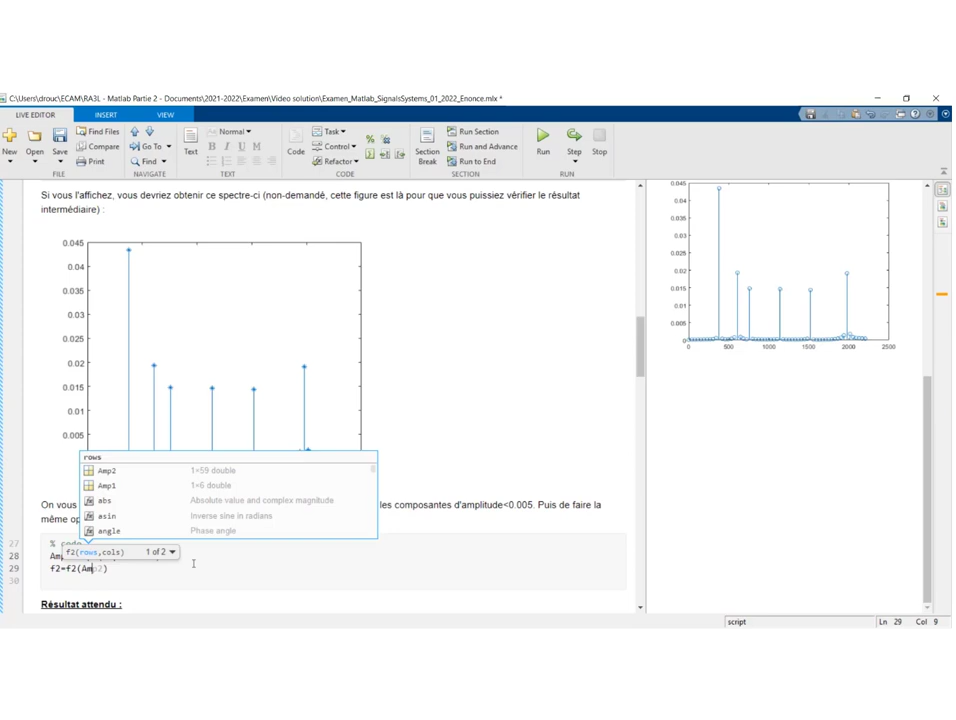 C:\Users\drouc\ECAM\RA3L - Matlab Partie 2 - Documents\2021-2022\Examen\Video solution\Examen_Matlab_SignalsSystems_01_2022_Enonce.mlx *
LIVE EDITOR INSERT VIEW
New Open Save
Find Files
Compare
Print
Go To
Find
Text
Normal
B I U M
Code
Task
Control
Refactor
Section Break
Run Section
Run and Advance
Run to End
Run Step Stop
FILE NAVIGATE TEXT CODE SECTION RUN
Si vous l'affichez, vous devriez obtenir ce spectre-ci (non-demandé, cette figure est là pour que vous puissiez vérifier le résultat
intermédiaire) :
0.045
0.04
0.035
0.03
0.025
0.02
0.015
0.01
0.005
rows
Amp2 1×59 double
Amp1 1×6 double
abs Absolute value and complex magnitude
asin Inverse sine in radians
angle Phase angle
On vous les composantes d'amplitude<0.005. Puis de faire la
même op
27 % code
f2(rows,cols) 1 of 2
28 Am
29 f2=f2(Amp2)
30
Résultat attendu :
0.045
0.04
0.035
0.03
0.025
0.02
0.015
0.01
0.005
0
0 500 1000 1500 2000 2500
script Ln 29 Col 9